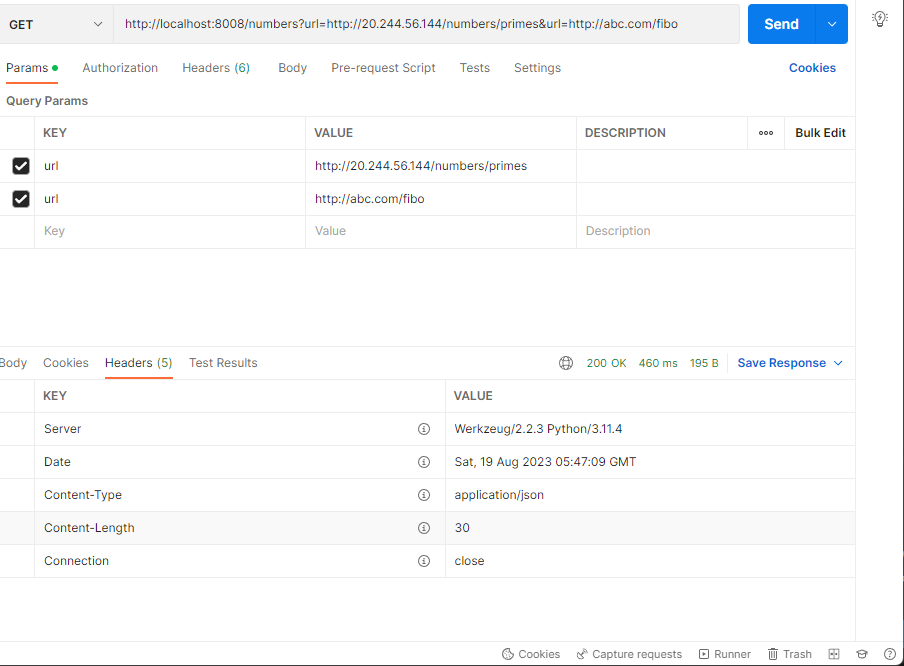 GET http://localhost:8008/numbers?url=http://20.244.56.144/numbers/primes&url=http://abc.com/fibo Send
Params Authorization Headers (6) Body Pre-request Script Tests Settings Cookies
Query Params
KEY VALUE DESCRIPTION Bulk Edit
url http://20.244.56.144/numbers/primes
url http://abc.com/fibo
Key Value Description
Body Cookies Headers (5) Test Results 200 OK 460 ms 195 B Save Response
KEY VALUE
Server Werkzeug/2.2.3 Python/3.11.4
Date Sat, 19 Aug 2023 05:47:09 GMT
Content-Type application/json
Content-Length 30
Connection close
Cookies Capture requests Runner Trash